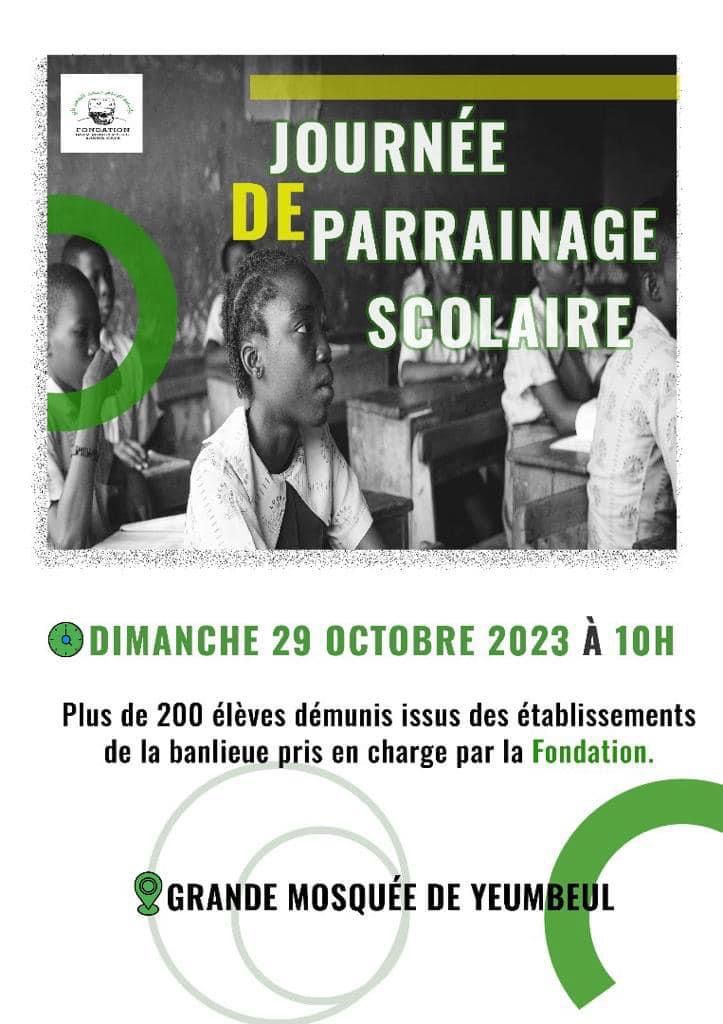 FONDATION
JOURNÉE
DE PARRAINAGE
SCOLAIRE
DIMANCHE 29 OCTOBRE 2023 À 10H
Plus de 200 élèves démunis issus des établissements
de la banlieue pris en charge par la Fondation.
GRANDE MOSQUÉE DE YEUMBEUL